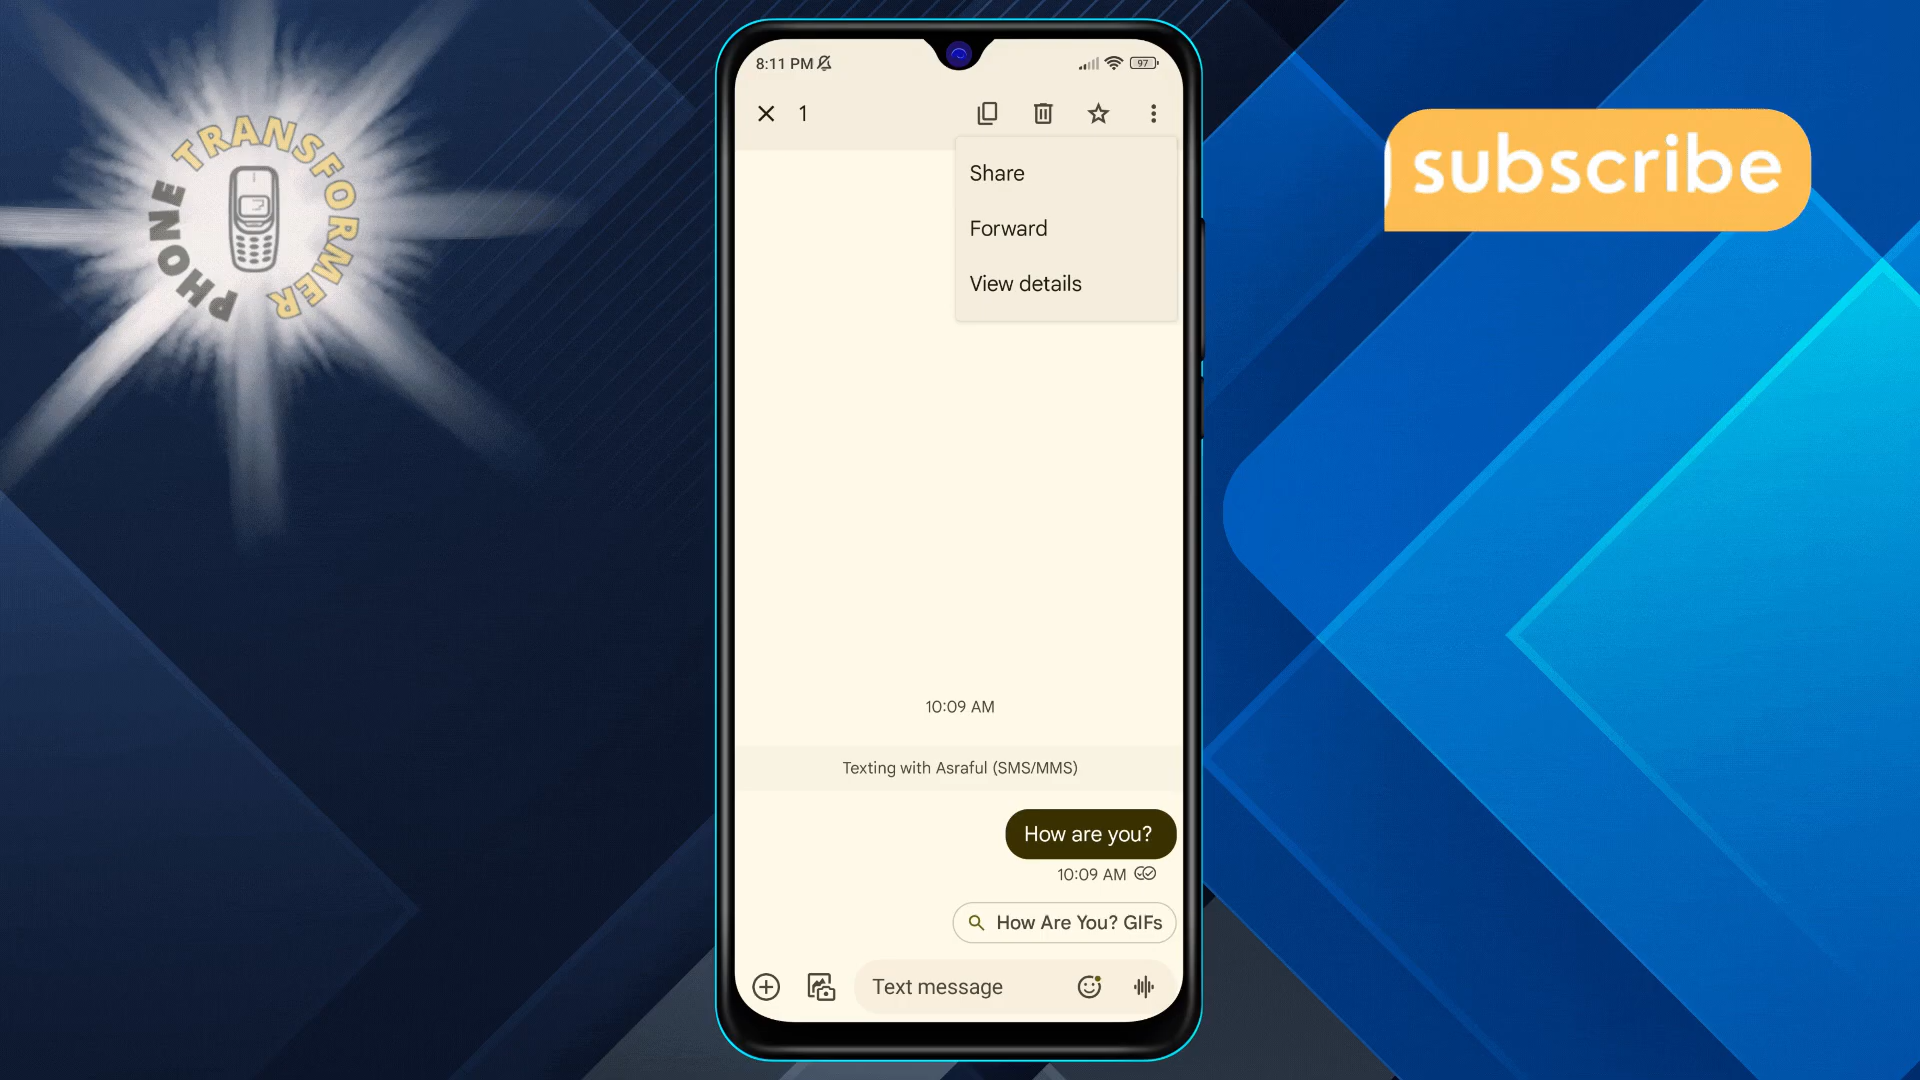 PHONE TRANSFORMER
subscribe
8:11 PM
97
1
Share
Forward
View details
10:09 AM
Texting with Asraful (SMS/MMS)
How are you?
10:09 AM
How Are You? GIFs
Text message